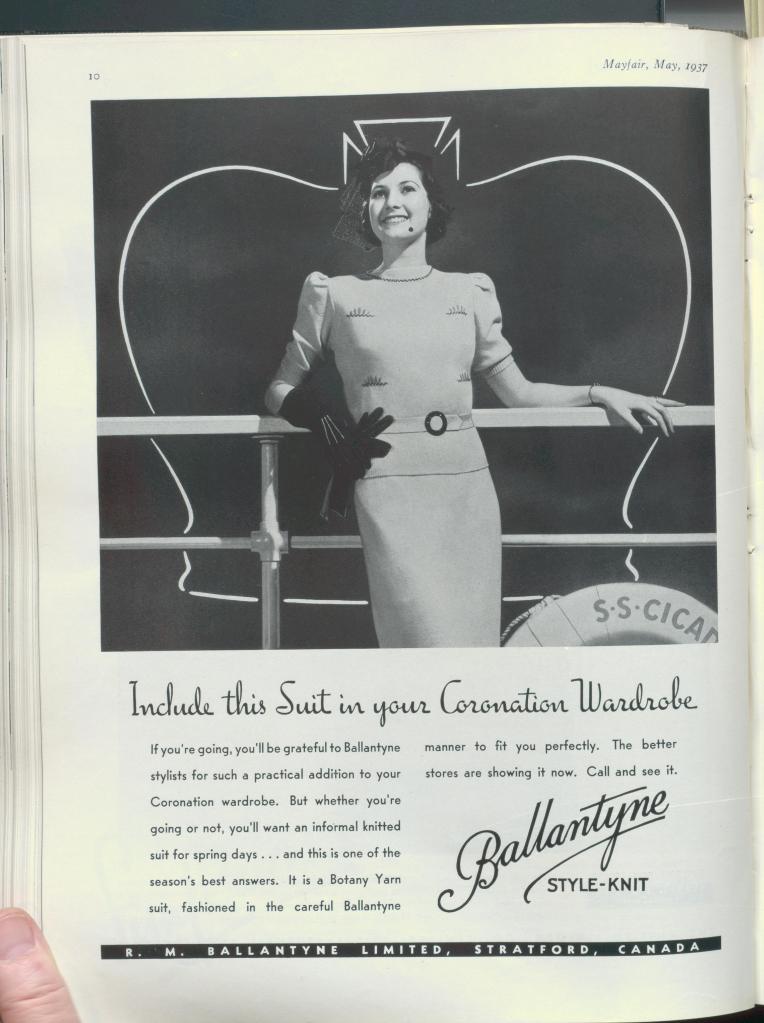 10
Mayfair, May, 1937
S·S·CICAD
Include this Suit in your Coronation Wardrobe
If you're going, you'll be grateful to Ballantyne
stylists for such a practical addition to your
Coronation wardrobe. But whether you're
going or not, you'll want an informal knitted
suit for spring days . . . and this is one of the
season's best answers. It is a Botany Yarn
suit, fashioned in the careful Ballantyne
manner to fit you perfectly. The better
stores are showing it now. Call and see it.
Ballantyne
STYLE-KNIT
R. M. BALLANTYNE LIMITED, STRATFORD, CANADA